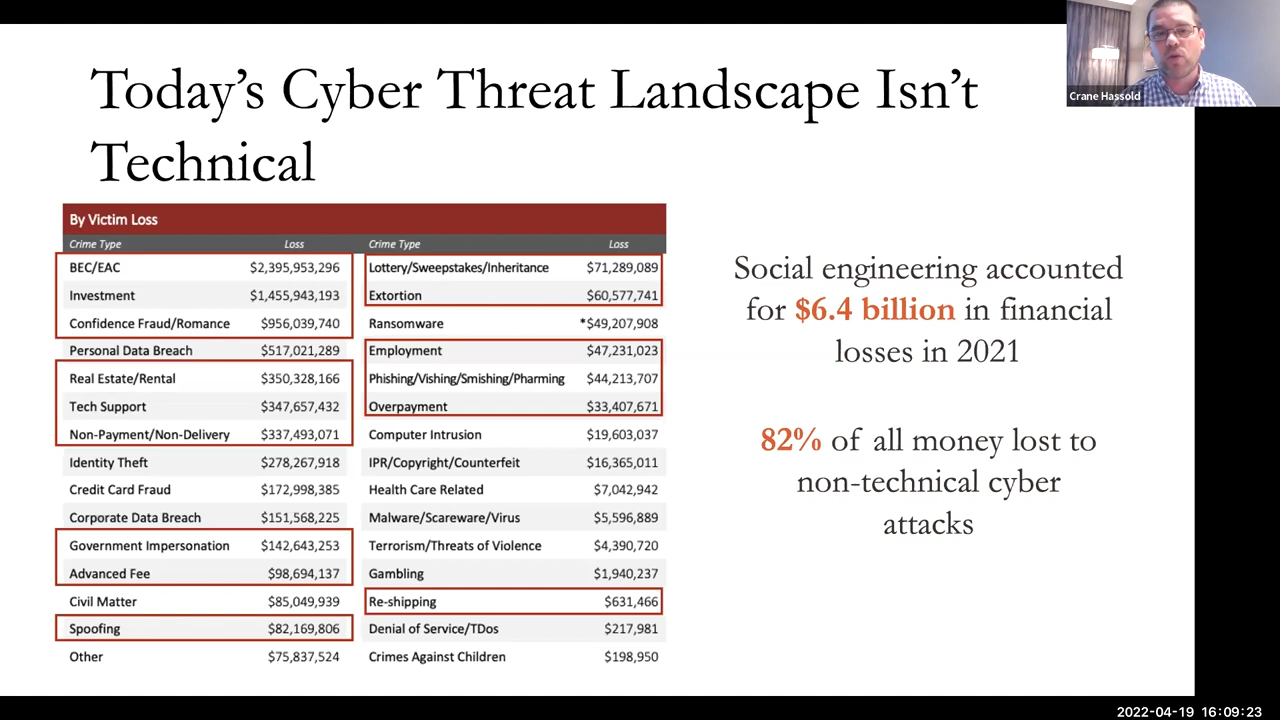 Crane Hassold
Today's Cyber Threat Landscape Isn't
Technical
By Victim Loss
Crime Type Loss Crime Type Loss
BEC/EAC $2,395,953,296 Lottery/Sweepstakes/Inheritance $71,289,089
Investment $1,455,943,193 Extortion $60,577,741
Confidence Fraud/Romance $956,039,740 Ransomware *$49,207,908
Personal Data Breach $517,021,289 Employment $47,231,023
Real Estate/Rental $350,328,166 Phishing/Vishing/Smishing/Pharming $44,213,707
Tech Support $347,657,432 Overpayment $33,407,671
Non-Payment/Non-Delivery $337,493,071 Computer Intrusion $19,603,037
Identity Theft $278,267,918 IPR/Copyright/Counterfeit $16,365,011
Credit Card Fraud $172,998,385 Health Care Related $7,042,942
Corporate Data Breach $151,568,225 Malware/Scareware/Virus $5,596,889
Government Impersonation $142,643,253 Terrorism/Threats of Violence $4,390,720
Advanced Fee $98,694,137 Gambling $1,940,237
Civil Matter $85,049,939 Re-shipping $631,466
Spoofing $82,169,806 Denial of Service/TDos $217,981
Other $75,837,524 Crimes Against Children $198,950
Social engineering accounted
for $6.4 billion in financial
losses in 2021
82% of all money lost to
non-technical cyber
attacks
2022-04-19 16:09:23